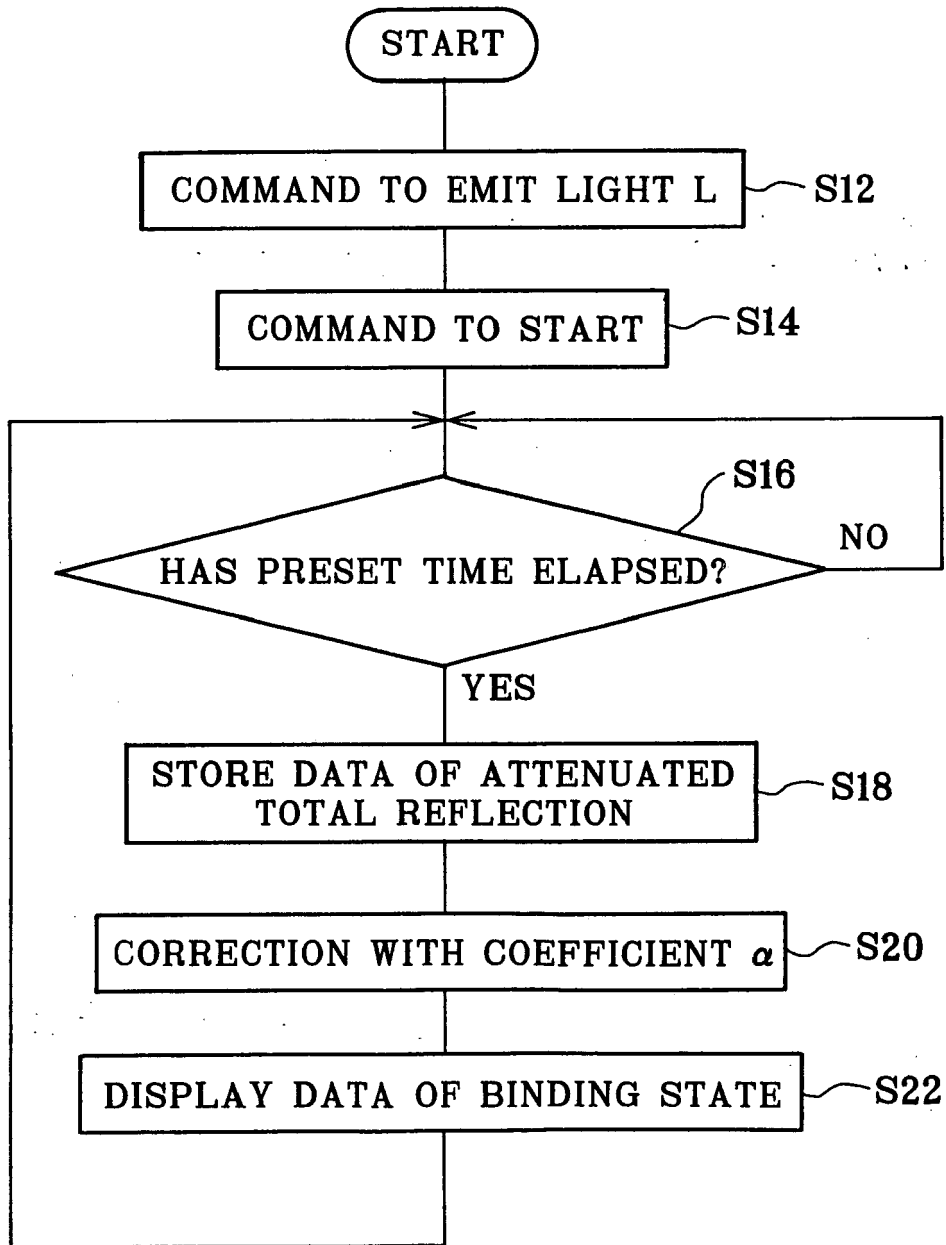 START
COMMAND TO EMIT LIGHT L
S12
COMMAND TO START
S14
S16
HAS PRESET TIME ELAPSED?
NO
YES
STORE DATA OF ATTENUATED
TOTAL REFLECTION
S18
CORRECTION WITH COEFFICIENT α
S20
DISPLAY DATA OF BINDING STATE
S22